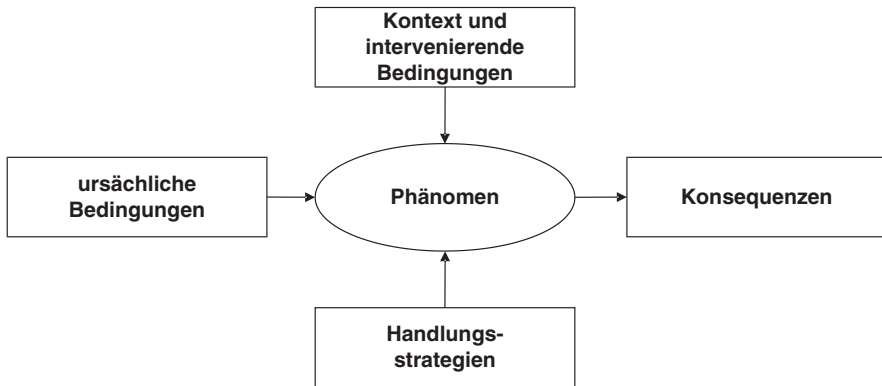 Kontext und
intervenierende
Bedingungen
ursächliche
Bedingungen
Phänomen
Konsequenzen
Handlungs-
strategien